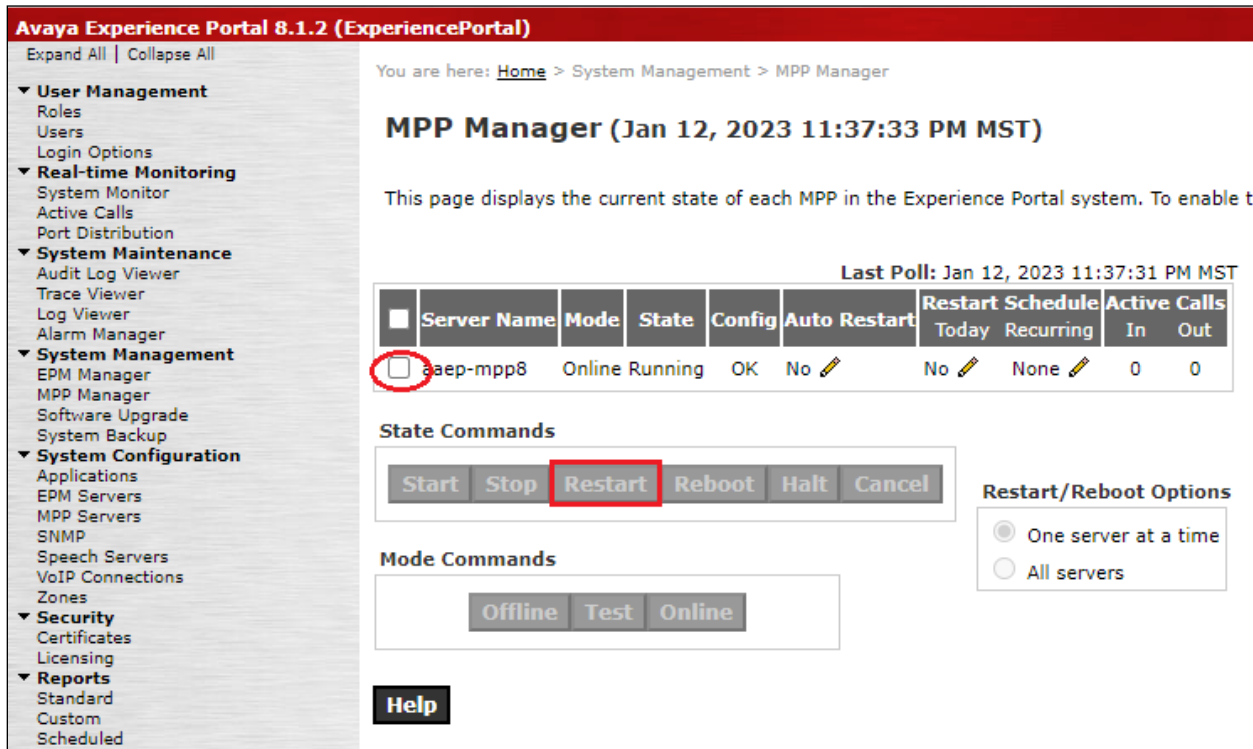 Avaya Experience Portal 8.1.2 (ExperiencePortal)
Expand All | Collapse All
▼ User Management
Roles
Users
Login Options
▼ Real-time Monitoring
System Monitor
Active Calls
Port Distribution
▼ System Maintenance
Audit Log Viewer
Trace Viewer
Log Viewer
Alarm Manager
▼ System Management
EPM Manager
MPP Manager
Software Upgrade
System Backup
▼ System Configuration
Applications
EPM Servers
MPP Servers
SNMP
Speech Servers
VoIP Connections
Zones
▼ Security
Certificates
Licensing
▼ Reports
Standard
Custom
Scheduled
You are here: Home > System Management > MPP Manager
MPP Manager (Jan 12, 2023 11:37:33 PM MST)
This page displays the current state of each MPP in the Experience Portal system. To enable t
Last Poll: Jan 12, 2023 11:37:31 PM MST
Server Name Mode State Config Auto Restart Restart Schedule Active Calls
Today Recurring In Out
aaep-mpp8 Online Running OK No No None 0 0
State Commands
Start Stop Restart Reboot Halt Cancel
Restart/Reboot Options
One server at a time
All servers
Mode Commands
Offline Test Online
Help